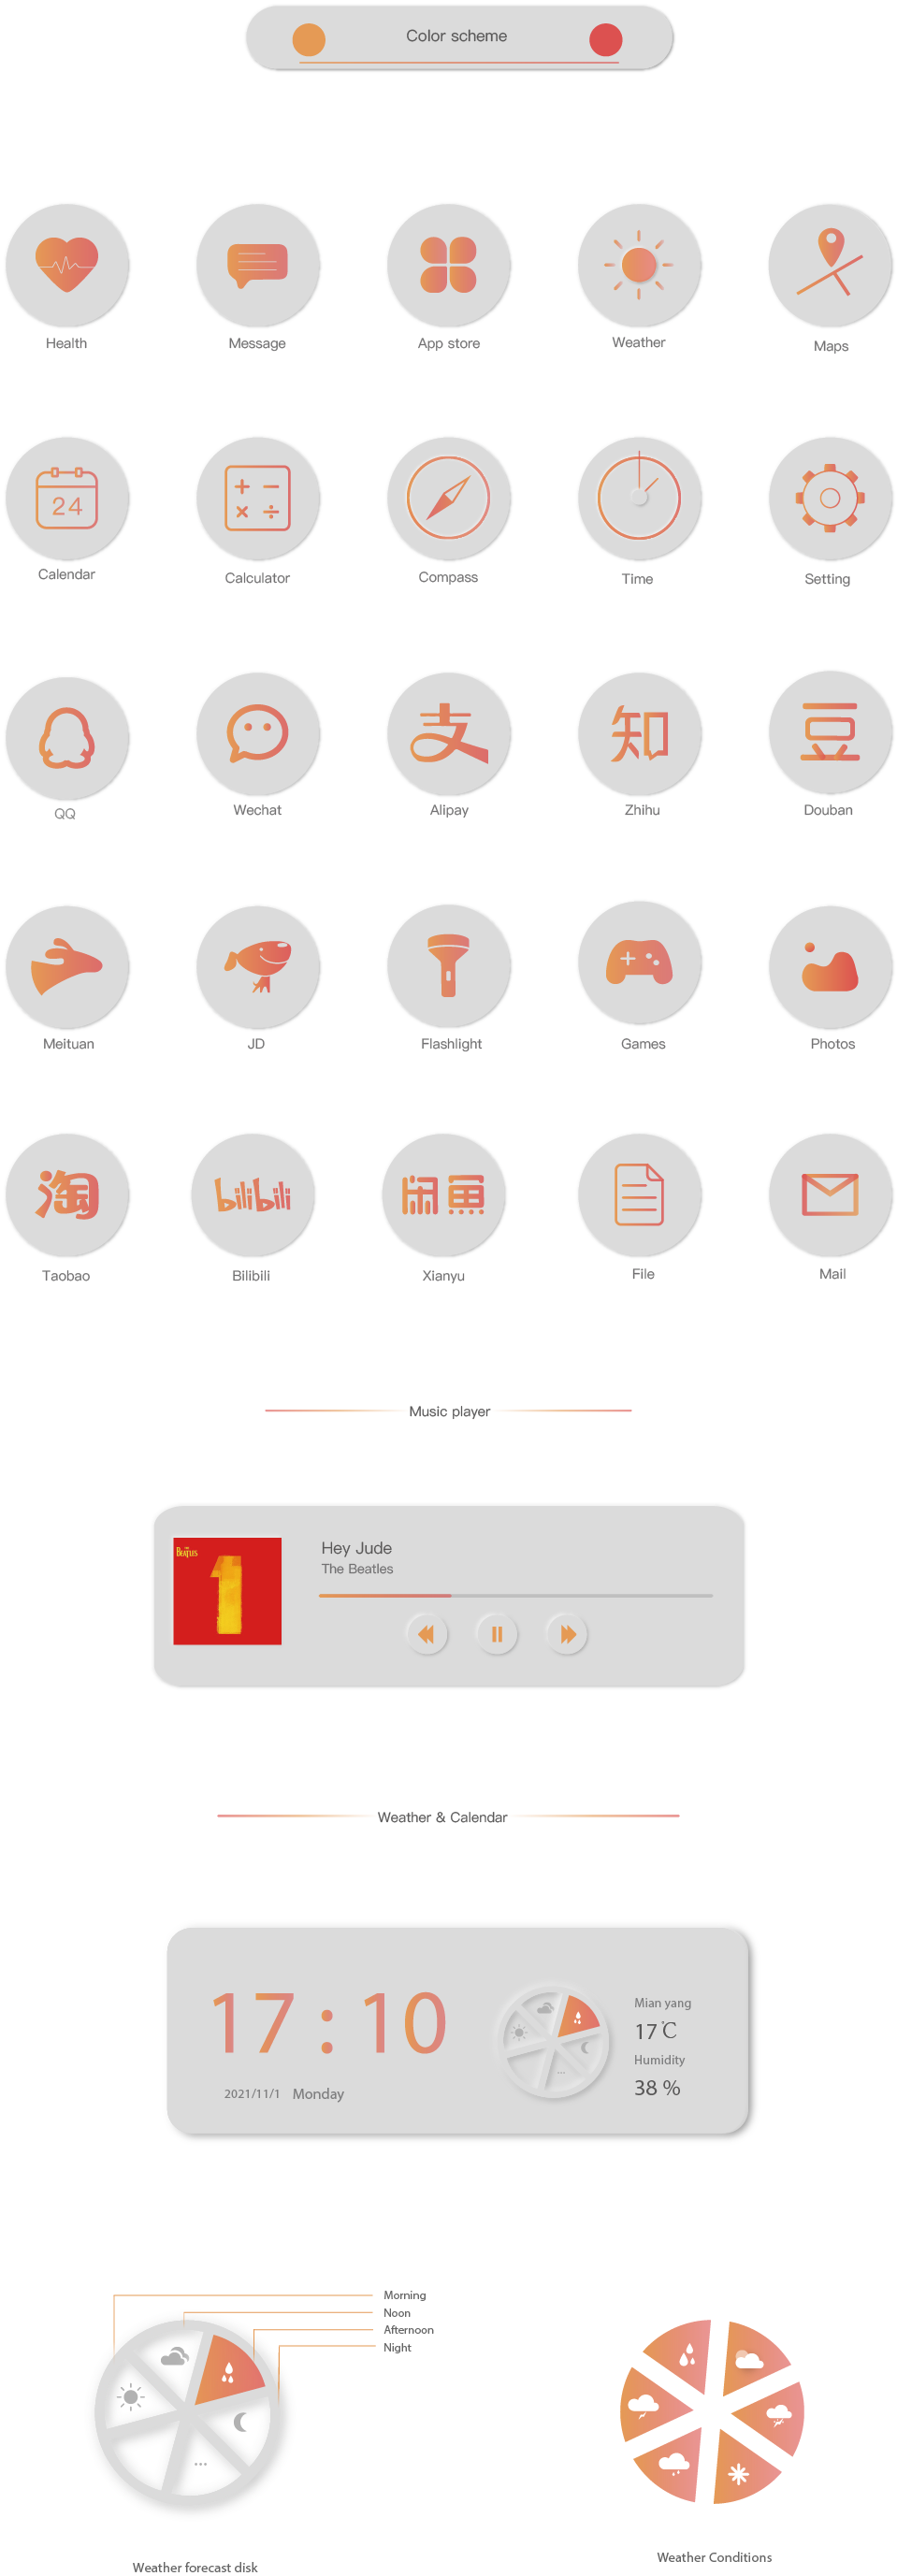 Color scheme
Health
Message
App store
Weather
Maps
24
Calendar
Calculator
Compass
Time
Setting
支
知
豆
QQ
Wechat
Alipay
Zhihu
Douban
Meituan
JD
Flashlight
Games
Photos
淘
bilibili
闲鱼
Taobao
Bilibili
Xianyu
File
Mail
Music player
THE BEATLES
1
Hey Jude
The Beatles
Weather & Calendar
17 : 10
2021/11/1 Monday
Mian yang
17℃
Humidity
38 %
...
Morning
Noon
Afternoon
Night
...
Weather forecast disk
Weather Conditions